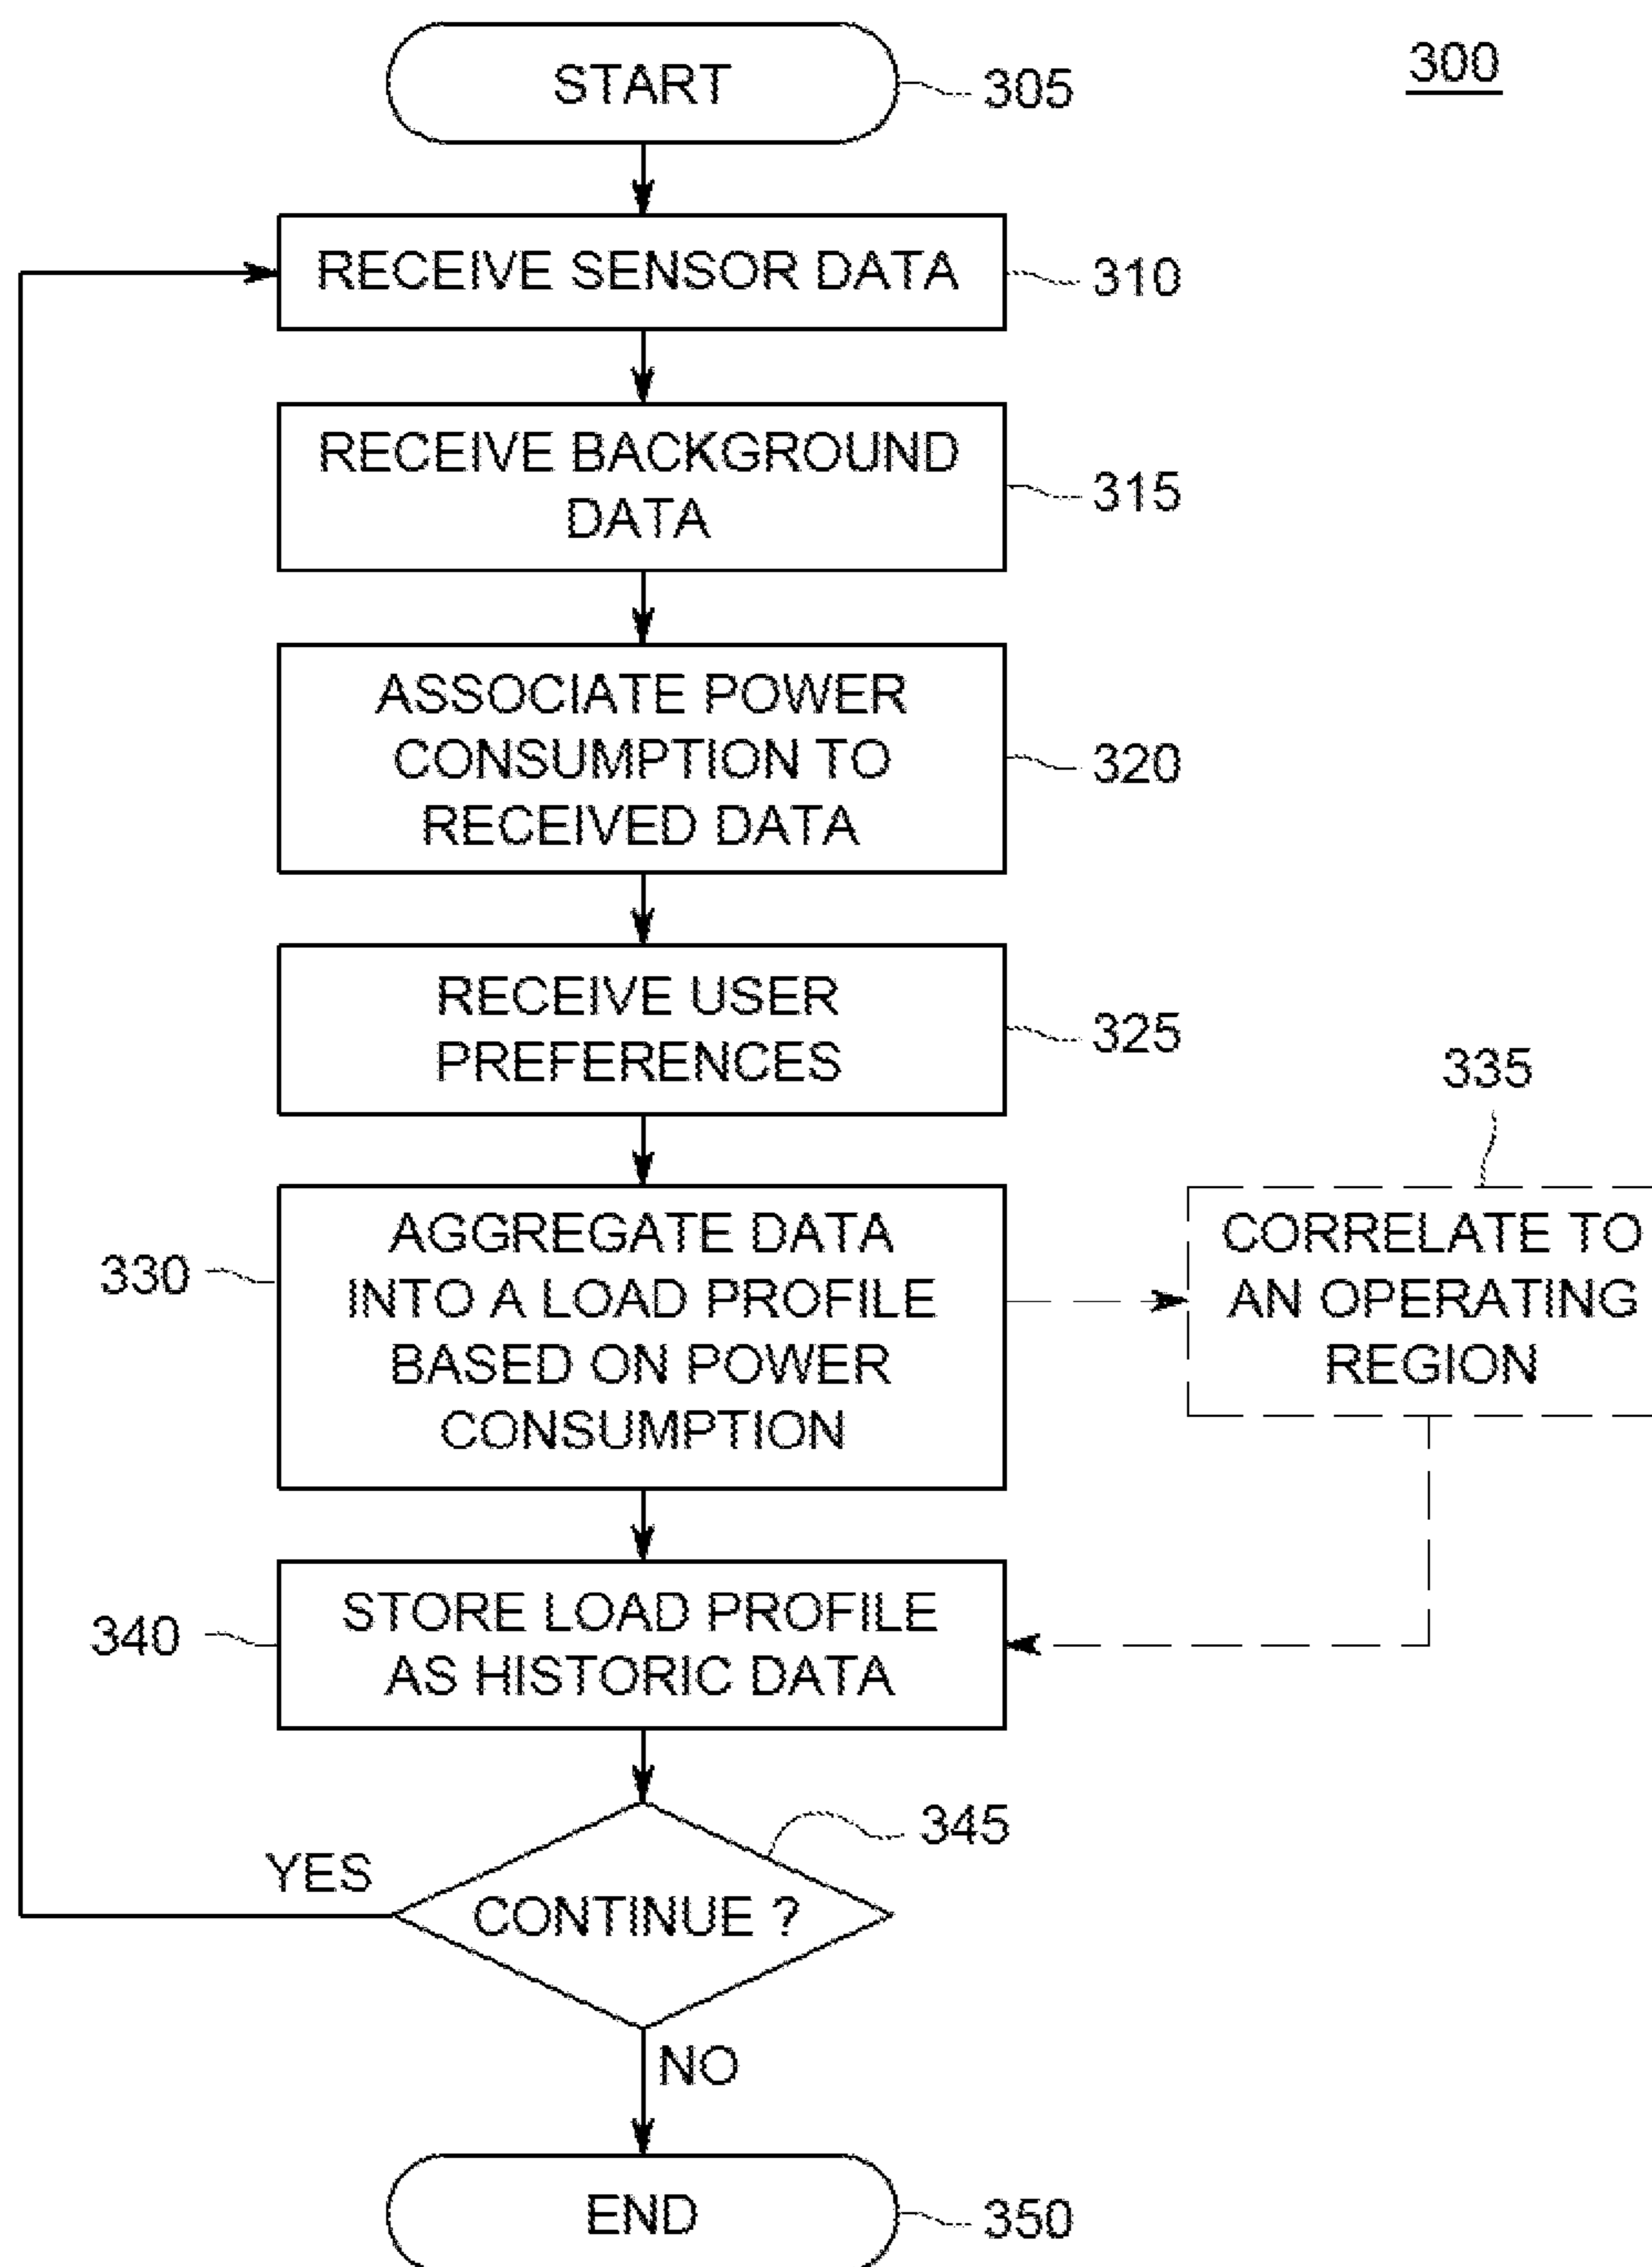 300
START
305
RECEIVE SENSOR DATA
310
RECEIVE BACKGROUND
DATA
315
ASSOCIATE POWER
CONSUMPTION TO
RECEIVED DATA
320
RECEIVE USER
PREFERENCES
325
AGGREGATE DATA
INTO A LOAD PROFILE
BASED ON POWER
CONSUMPTION
330
335
CORRELATE TO
AN OPERATING
REGION
STORE LOAD PROFILE
AS HISTORIC DATA
340
345
CONTINUE ?
YES
NO
END
350